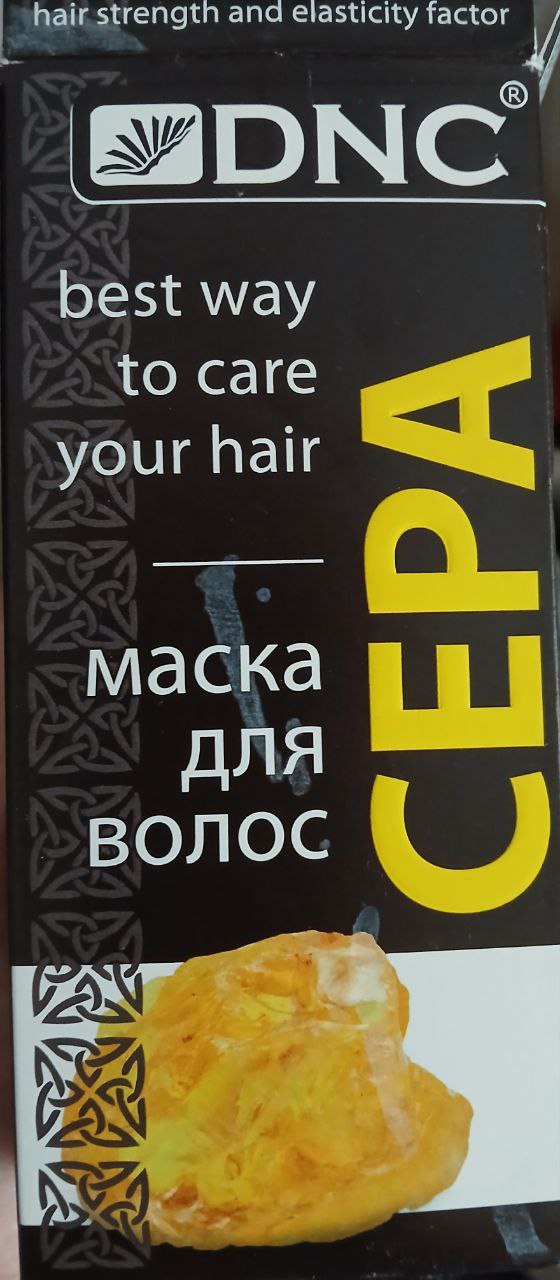 hair strength and elasticity factor
DNC®
best way
to care
your hair
маска
для
волос
СЕРА